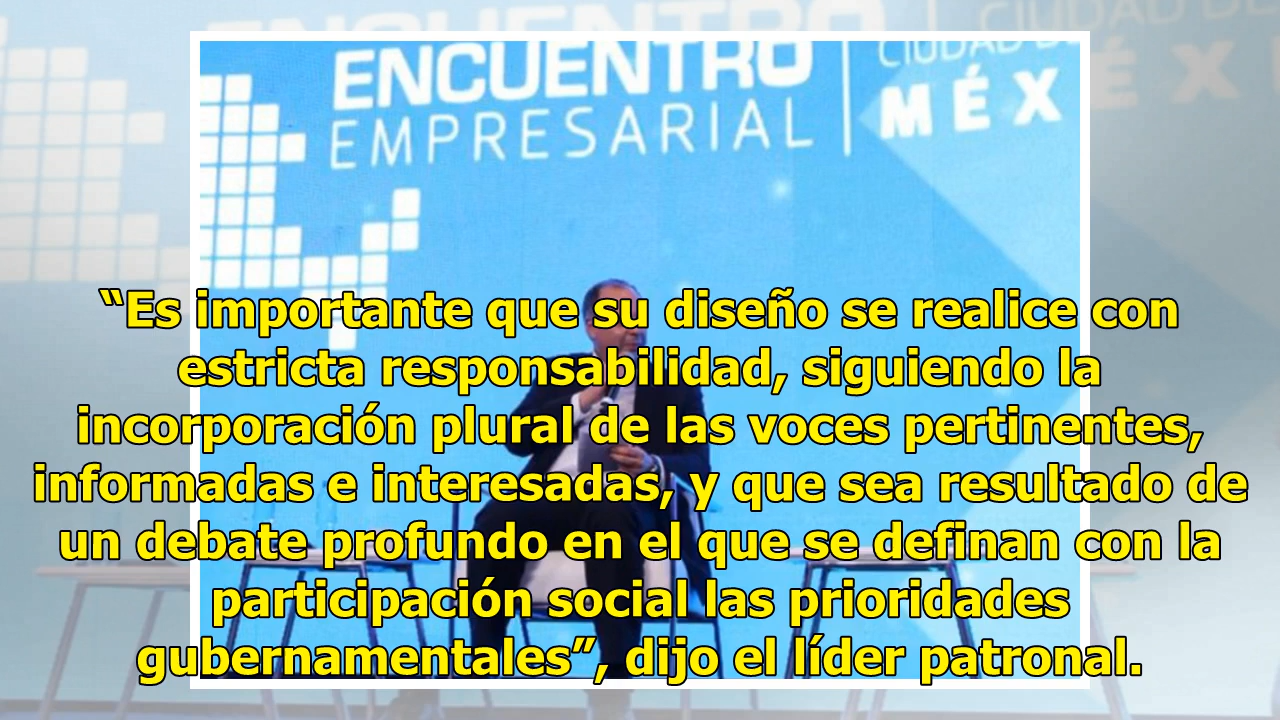 ENCUENTRO
EMPRESARIAL
CIUDAD DE
MÉX
“Es importante que su diseño se realice con
estricta responsabilidad, siguiendo la
incorporación plural de las voces pertinentes,
informadas e interesadas, y que sea resultado de
un debate profundo en el que se definan con la
participación social las prioridades
gubernamentales”, dijo el líder patronal.